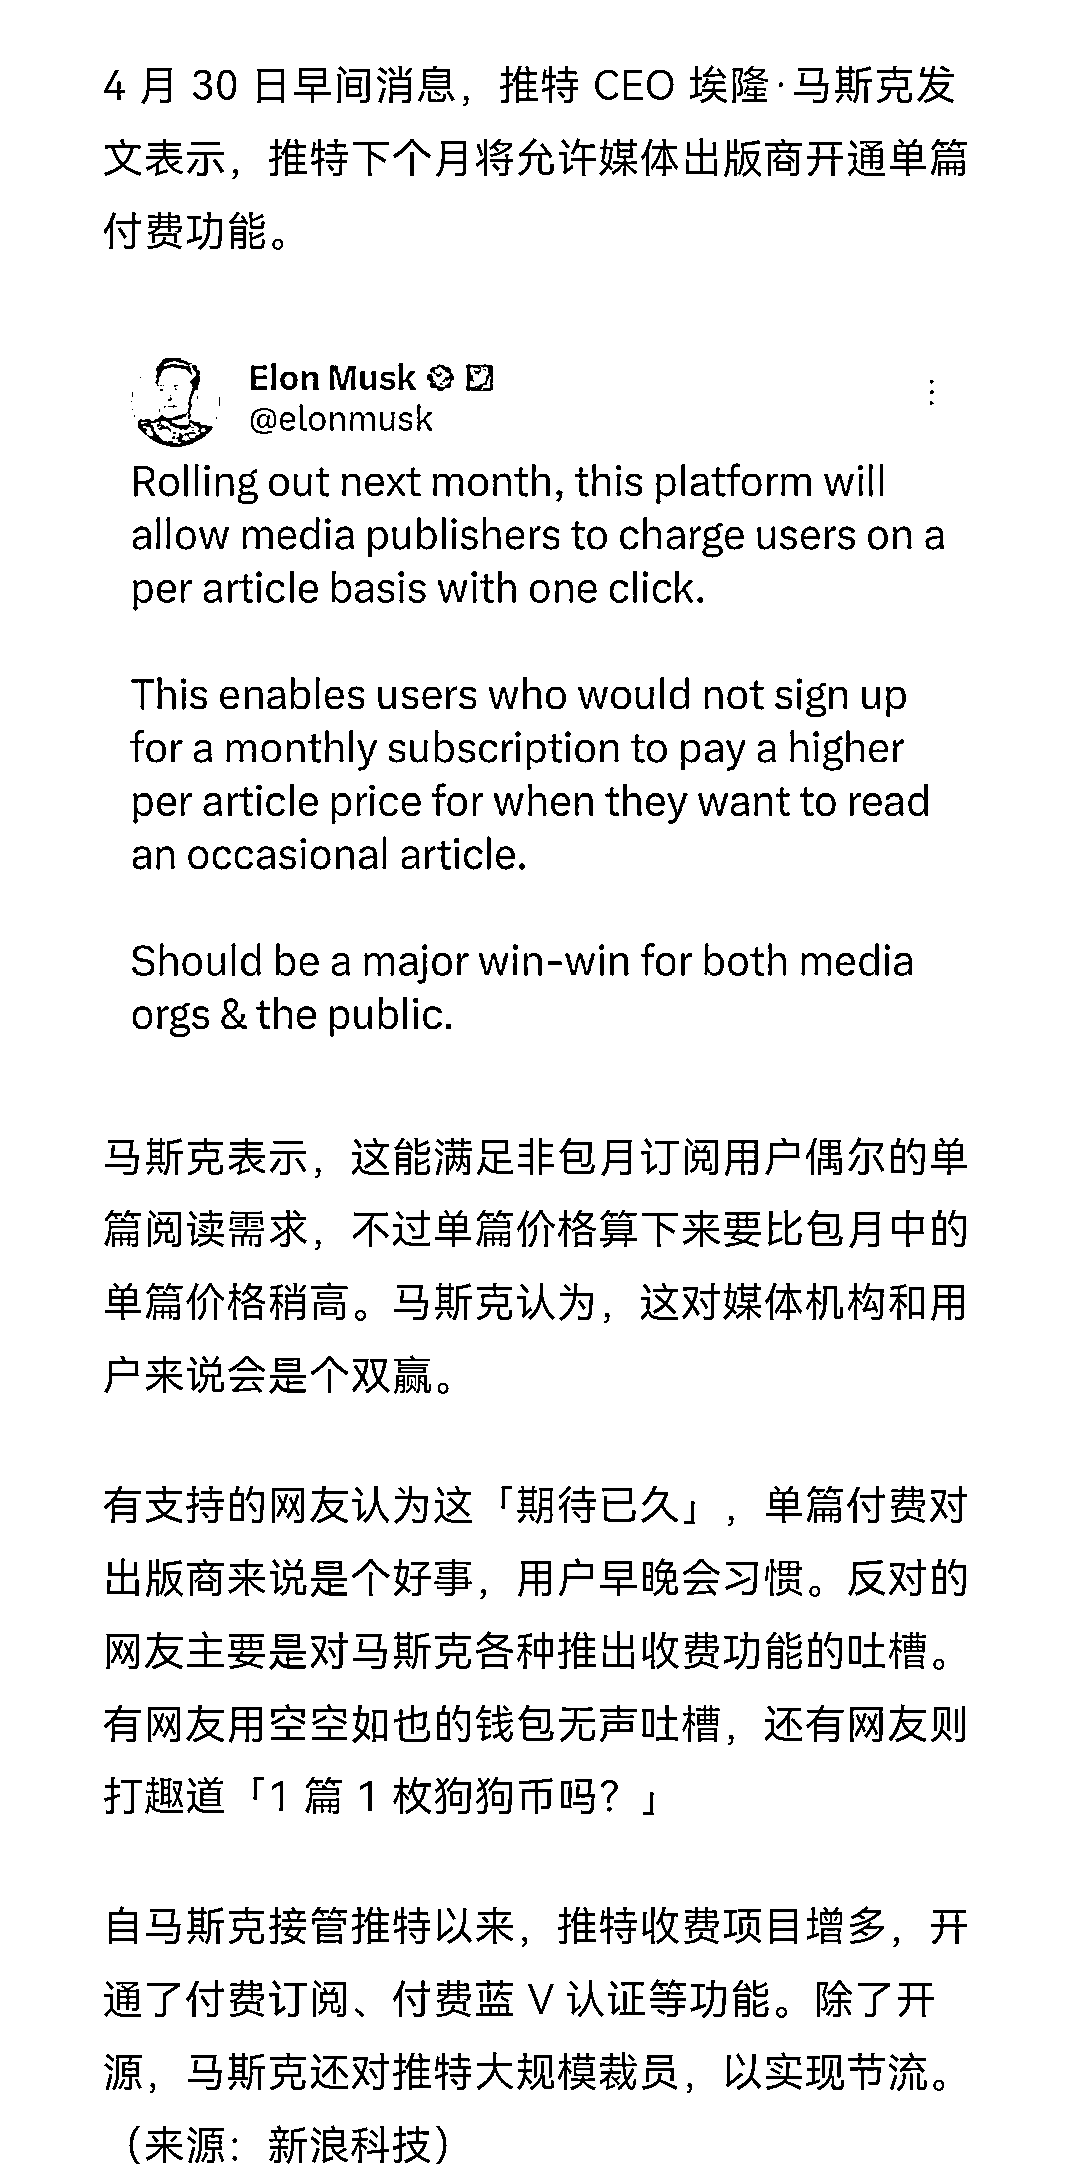 4 月 30 日早间消息，推特 CEO 埃隆·马斯克发
文表示，推特下个月将允许媒体出版商开通单篇
付费功能。
Elon Musk
@elonmusk
Rolling out next month, this platform will
allow media publishers to charge users on a
per article basis with one click.
This enables users who would not sign up
for a monthly subscription to pay a higher
per article price for when they want to read
an occasional article.
Should be a major win-win for both media
orgs & the public.
马斯克表示，这能满足非包月订阅用户偶尔的单
篇阅读需求，不过单篇价格算下来要比包月中的
单篇价格稍高。马斯克认为，这对媒体机构和用
户来说会是个双赢。
有支持的网友认为这「期待已久」，单篇付费对
出版商来说是个好事，用户早晚会习惯。反对的
网友主要是对马斯克各种推出收费功能的吐槽。
有网友用空空如也的钱包无声吐槽，还有网友则
打趣道「1 篇 1 枚狗狗币吗？」
自马斯克接管推特以来，推特收费项目增多，开
通了付费订阅、付费蓝 V 认证等功能。除了开
源，马斯克还对推特大规模裁员，以实现节流。
（来源：新浪科技）